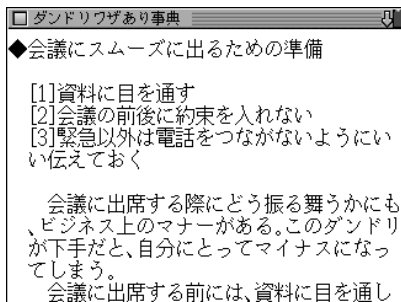 ダンドリワザあり事典
◆会議にスムーズに出るための準備
[1]資料に目を通す
[2]会議の前後に約束を入れない
[3]緊急以外は電話をつながないようにい
い伝えておく
会議に出席する際にどう振る舞うかにも
、ビジネス上のマナーがある。このダンドリ
が下手だと、自分にとってマイナスになっ
てしまう。
会議に出席する前には、資料に目を通し